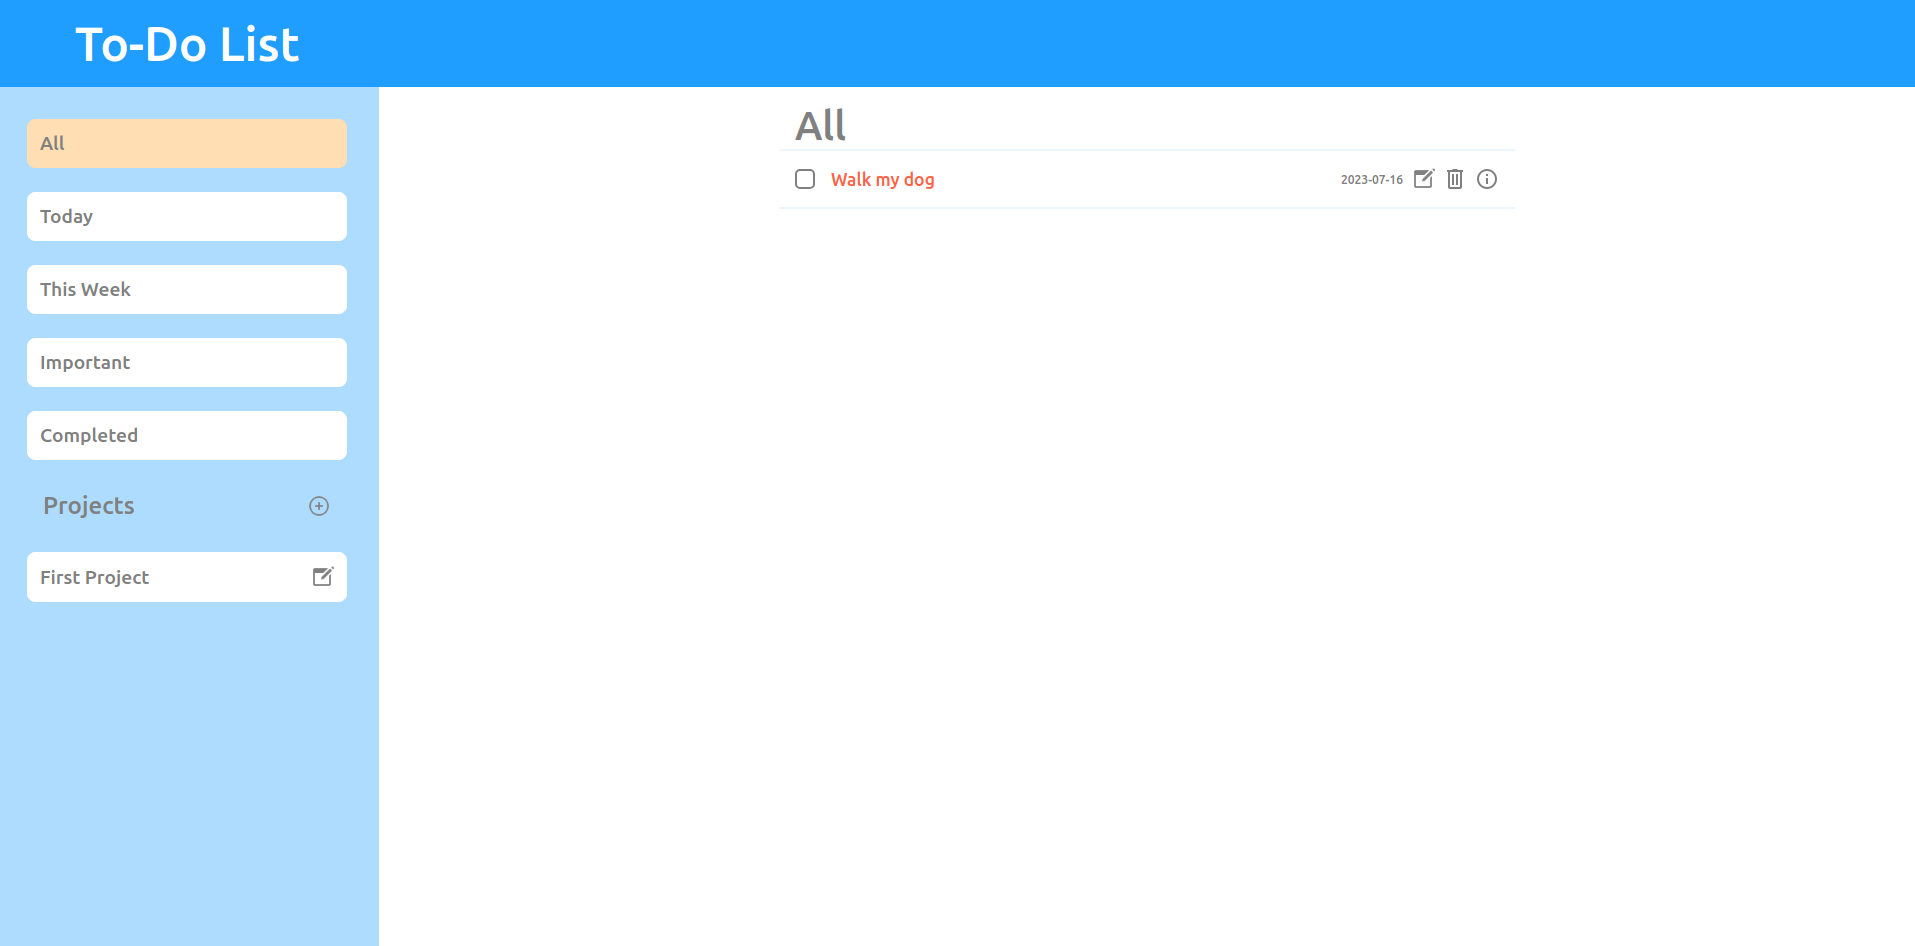 To-Do List
All
Today
This Week
Important
Completed
Projects
First Project
All
Walk my dog 2023-07-16